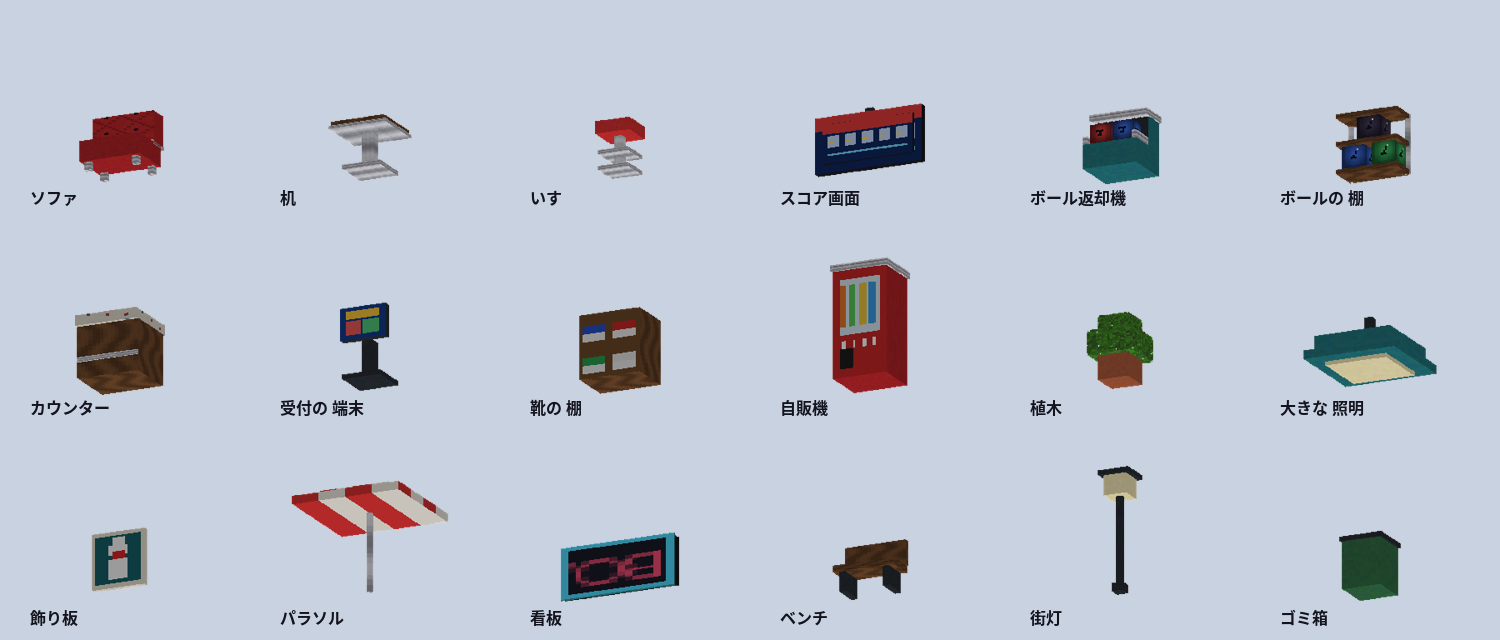 ソファ
机
いす
スコア画面
ボール返却機
ボールの 棚
カウンター
受付の 端末
靴の 棚
自販機
植木
大きな 照明
飾り板
パラソル
看板
ベンチ
街灯
ゴミ箱